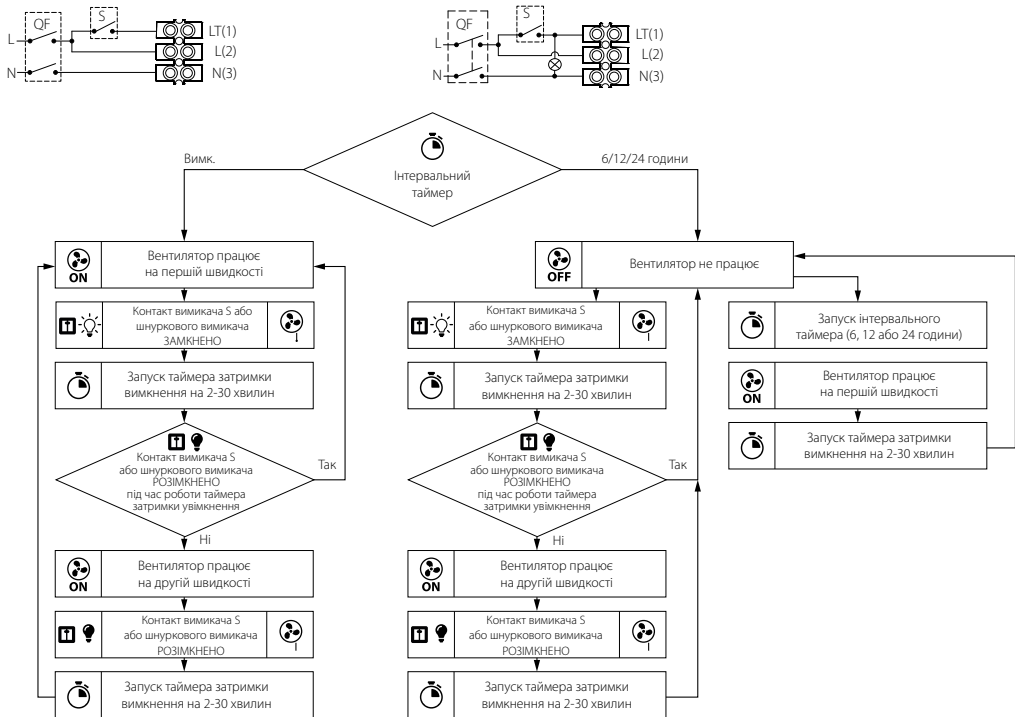 QF
S
L
N
LT(1)
L(2)
N(3)
QF
S
L
N
LT(1)
L(2)
N(3)
Вимк.
Інтервальний
таймер
6/12/24 години
ON
Вентилятор працює
на першій швидкості
Контакт вимикача S або
шнуркового вимикача
ЗАМКНЕНО
Запуск таймера затримки
вимкнення на 2-30 хвилин
Контакт вимикача S
або шнуркового вимикача
РОЗІМКНЕНО
під час роботи таймера
затримки увімкнення
Так
Ні
ON
Вентилятор працює
на другій швидкості
Контакт вимикача S
або шнуркового вимикача
РОЗІМКНЕНО
Запуск таймера затримки
вимкнення на 2-30 хвилин
OFF
Вентилятор не працює
Контакт вимикача S
або шнуркового вимикача
ЗАМКНЕНО
Запуск таймера затримки
вимкнення на 2-30 хвилин
Контакт вимикача S
або шнуркового вимикача
РОЗІМКНЕНО
під час роботи таймера
затримки увімкнення
Так
Ні
ON
Вентилятор працює
на другій швидкості
Контакт вимикача S
або шнуркового вимикача
РОЗІМКНЕНО
Запуск таймера затримки
вимкнення на 2-30 хвилин
Запуск інтервального
таймера (6, 12 або 24 години)
ON
Вентилятор працює
на першій швидкості
Запуск таймера затримки
вимкнення на 2-30 хвилин